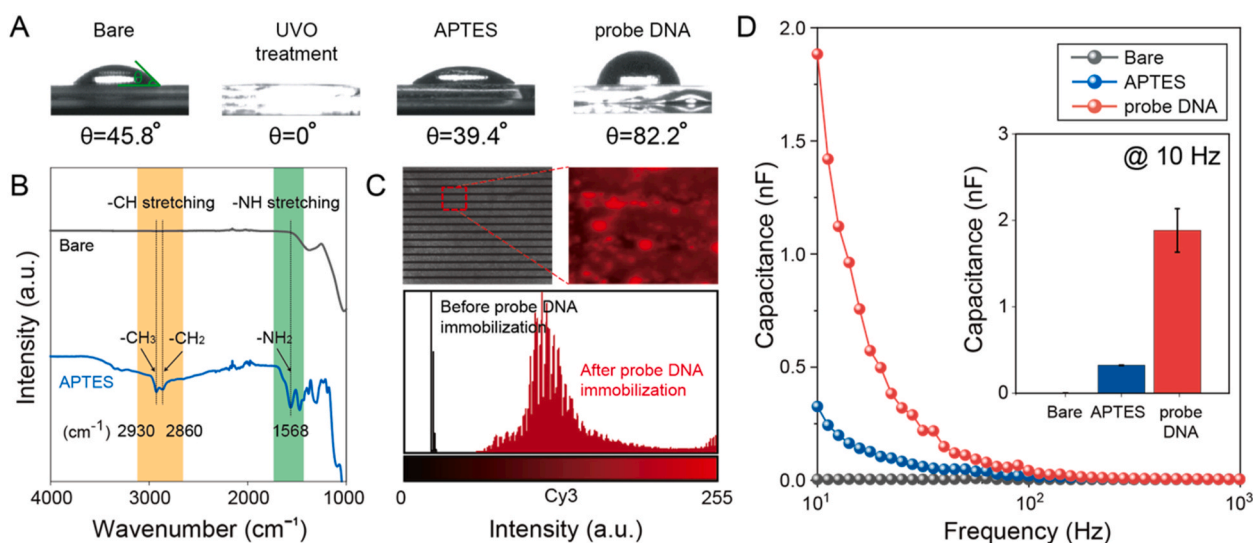 A
Bare
UVO
treatment
APTES
probe DNA
θ
θ=45.8°
θ=0°
θ=39.4°
θ=82.2°
B
-CH stretching
-NH stretching
Bare
-CH₃
-CH₂
-NH₂
APTES
(cm⁻¹) 2930 2860 1568
4000 3000 2000 1000
Wavenumber (cm⁻¹)
Intensity (a.u.)
C
Before probe DNA
immobilization
After probe DNA
immobilization
0 Cy3 255
Intensity (a.u.)
D
Bare
APTES
probe DNA
2.0
1.5
1.0
0.5
0.0
Capacitance (nF)
10¹ 10² 10³
Frequency (Hz)
@ 10 Hz
3
2
1
0
Capacitance (nF)
Bare APTES probe
DNA